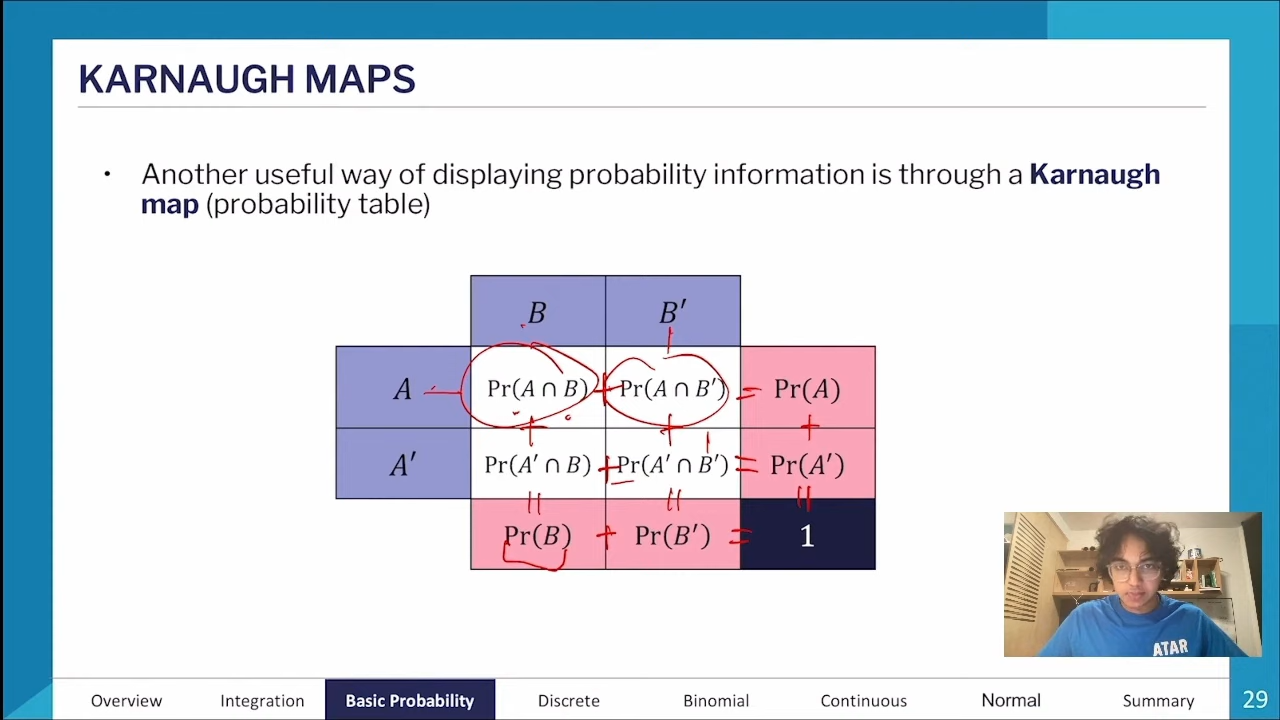 KARNAUGH MAPS
• Another useful way of displaying probability information is through a Karnaugh
map (probability table)
B B′
A Pr(A ∩ B) + Pr(A ∩ B′) = Pr(A)
+ + +
A′ Pr(A′ ∩ B) + Pr(A′ ∩ B′) = Pr(A′)
= = =
Pr(B) + Pr(B′) = 1
ATAR
Overview Integration Basic Probability Discrete Binomial Continuous Normal Summary 29